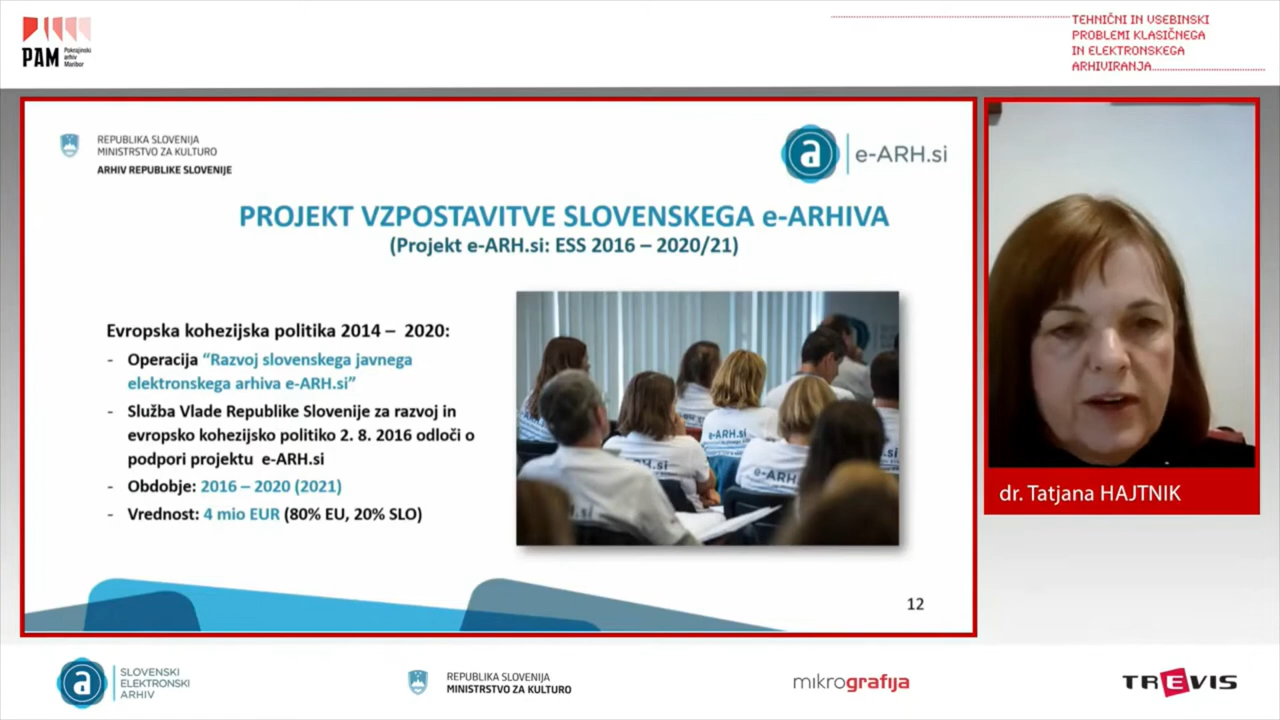 PAM
Pokrajinski
arhiv
Maribor
TEHNIČNI IN VSEBINSKI
PROBLEMI KLASIČNEGA
IN ELEKTRONSKEGA
ARHIVIRANJA
REPUBLIKA SLOVENIJA
MINISTRSTVO ZA KULTURO
ARHIV REPUBLIKE SLOVENIJE
a e-ARH.si
PROJEKT VZPOSTAVITVE SLOVENSKEGA e-ARHIVA
(Projekt e-ARH.si: ESS 2016 – 2020/21)
Evropska kohezijska politika 2014 – 2020:
- Operacija “Razvoj slovenskega javnega
elektronskega arhiva e-ARH.si”
- Služba Vlade Republike Slovenije za razvoj in
evropsko kohezijsko politiko 2. 8. 2016 odloči o
podpori projektu e-ARH.si
- Obdobje: 2016 – 2020 (2021)
- Vrednost: 4 mio EUR (80% EU, 20% SLO)
e-ARH.si
e-ARH
12
dr. Tatjana HAJTNIK
a
SLOVENSKI
ELEKTRONSKI
ARHIV
REPUBLIKA SLOVENIJA
MINISTRSTVO ZA KULTURO
mikrografija
TREVIS